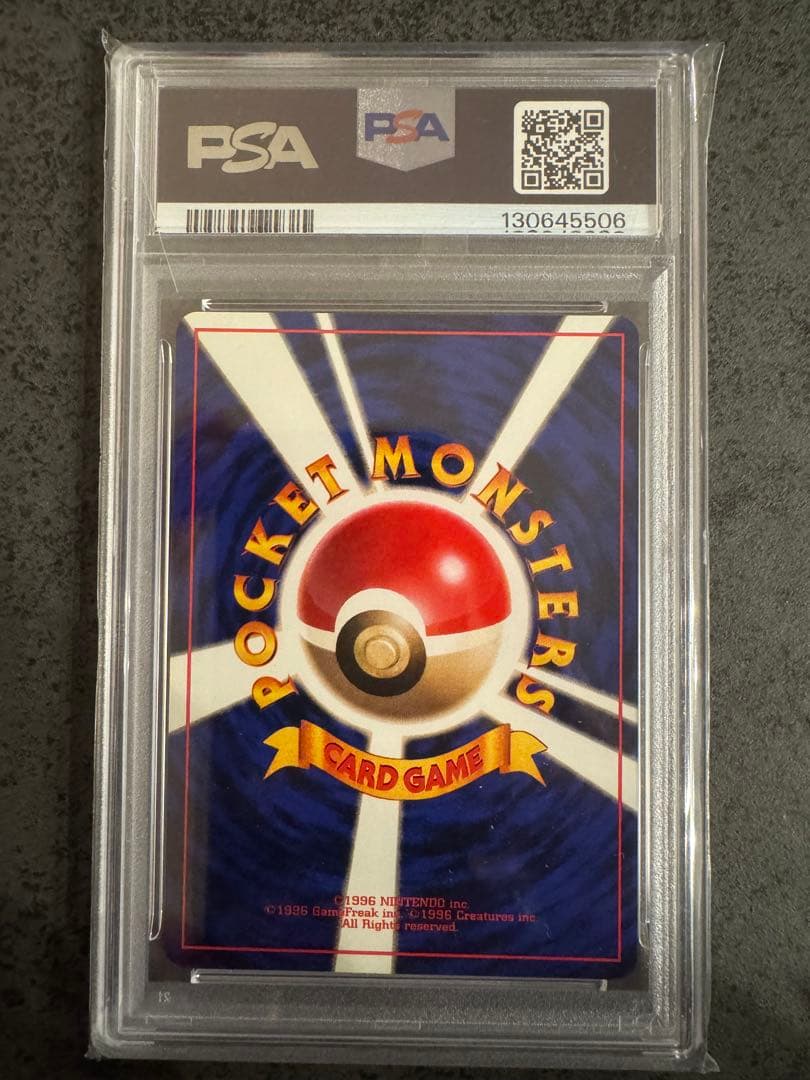 PSA
PSA
130645506
POCKET MONSTERS
CARD GAME
©1996 NINTENDO inc.
©1996 GameFreak inc. ©1996 Creatures inc.
All Rights reserved.